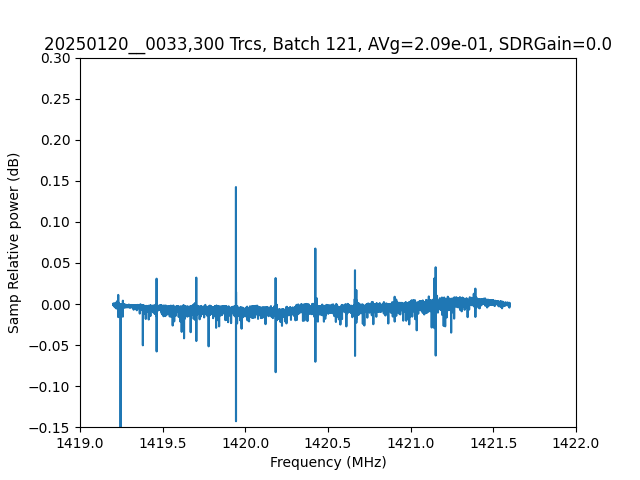 20250120__0033,300 Trcs, Batch 121, AVg=2.09e-01, SDRGain=0.0
0.30
0.25
0.20
0.15
0.10
0.05
0.00
−0.05
−0.10
−0.15
Samp Relative power (dB)
1419.0 1419.5 1420.0 1420.5 1421.0 1421.5 1422.0
Frequency (MHz)